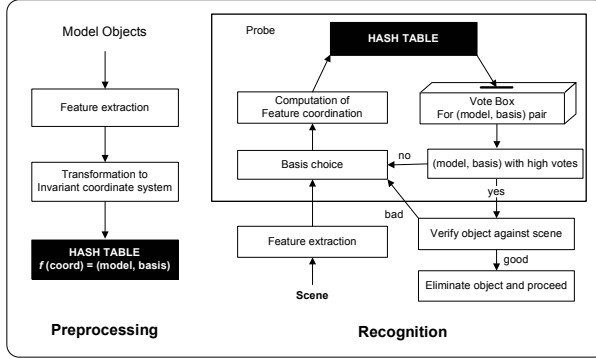 Model Objects
Feature extraction
Transformation to
Invariant coordinate system
HASH TABLE
f (coord) = (model, basis)
Preprocessing
Probe
HASH TABLE
Computation of
Feature coordination
Vote Box
For (model, basis) pair
Basis choice
no
(model, basis) with high votes
yes
bad
Feature extraction
Verify object against scene
good
Scene
Eliminate object and proceed
Recognition